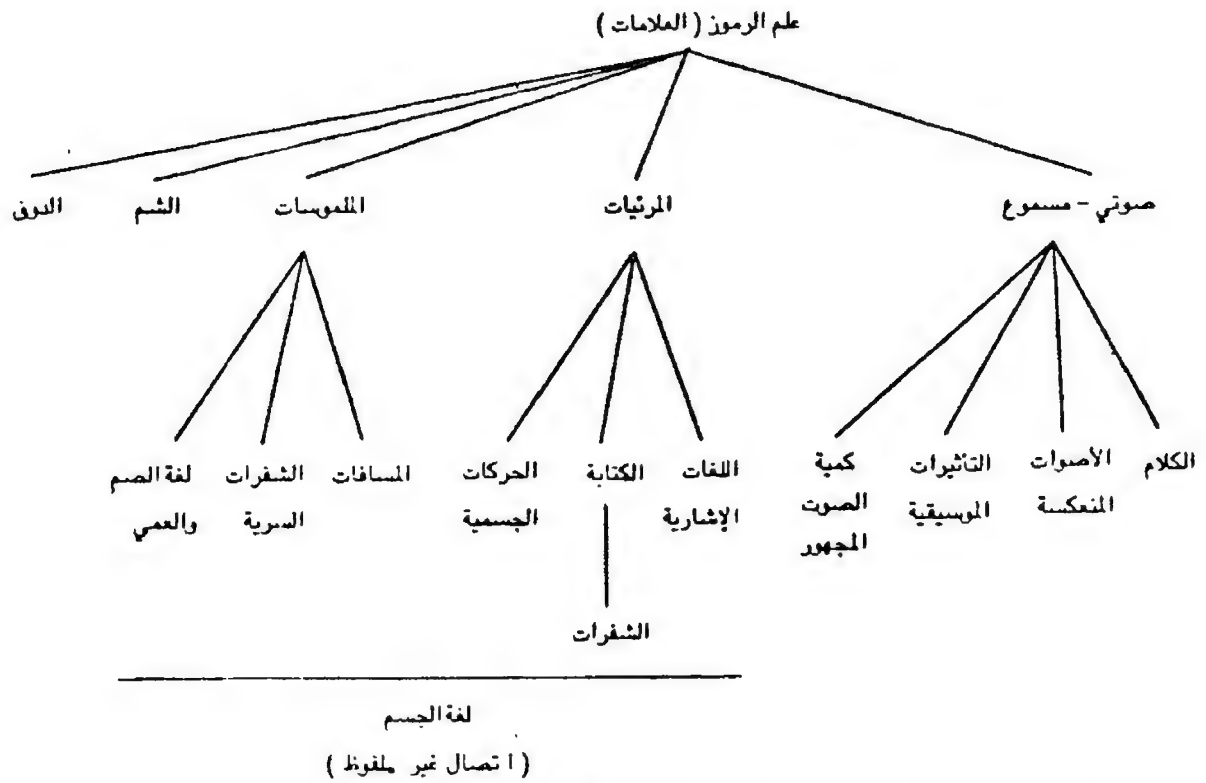 علم الرموز (العلامات)
صوتي - مسموع
المرئيات
الملموسات
الشم
الذوق
الكلام
الأصوات
المنعكسة
التأثيرات
الموسيقية
كمية
الصوت
المجهور
اللغات
الإشارية
الكتابة
الحركات
الجسمية
المسافات
الشفرات
السرية
لغة الصم
والعمي
الشفرات
لغة الجسم
(اتصال غير ملفوظ)